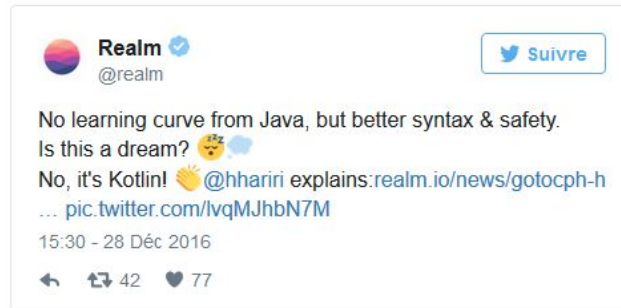 Realm
@realm
Suivre
No learning curve from Java, but better syntax & safety.
Is this a dream? 😴💭
No, it's Kotlin! 👏@hhariri explains:realm.io/news/gotocph-h
… pic.twitter.com/lvqMJhbN7M
15:30 - 28 Déc 2016
42 77